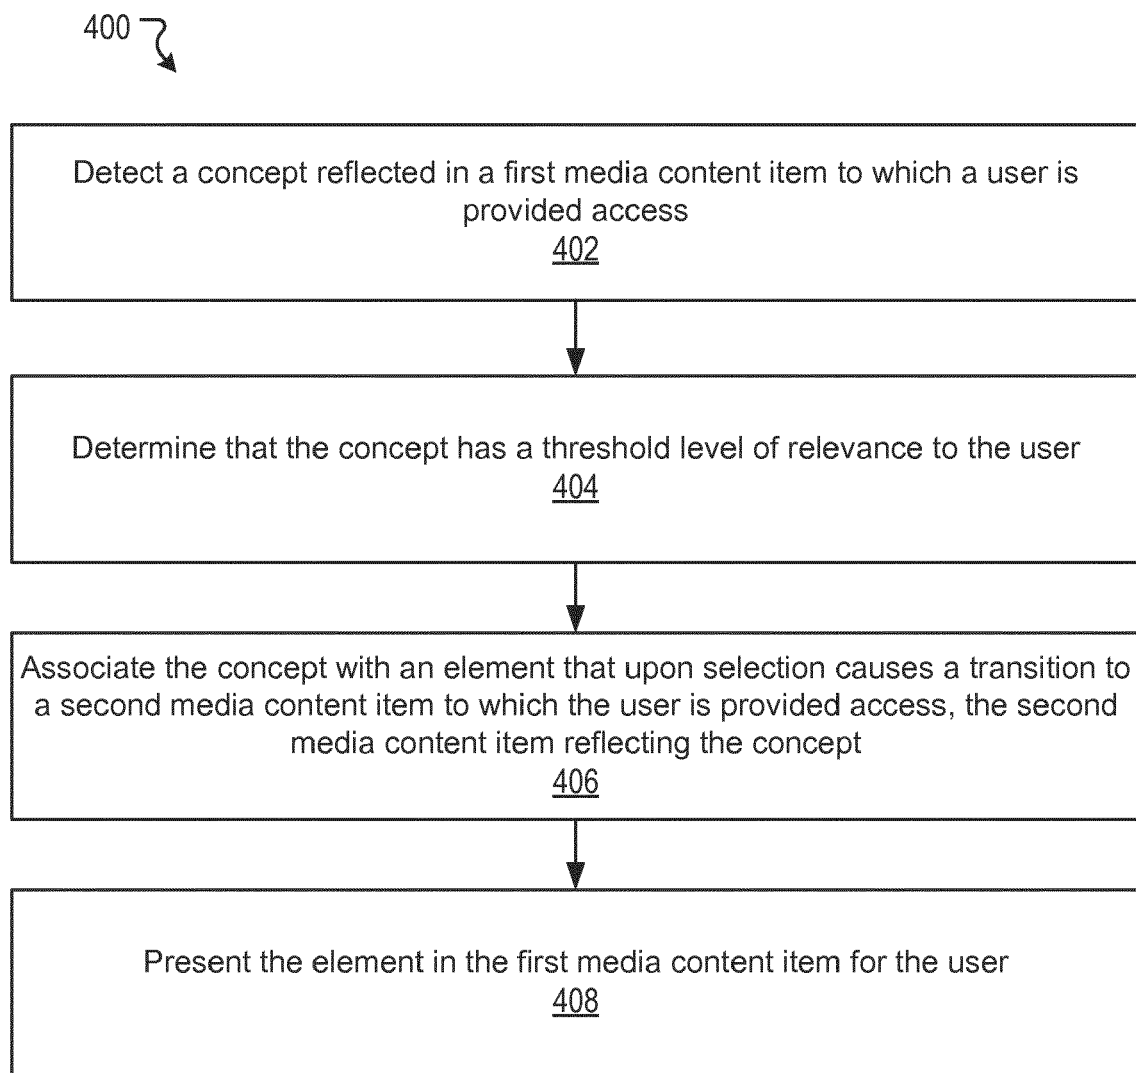 400
Detect a concept reflected in a first media content item to which a user is
provided access
402
Determine that the concept has a threshold level of relevance to the user
404
Associate the concept with an element that upon selection causes a transition to
a second media content item to which the user is provided access, the second
media content item reflecting the concept
406
Present the element in the first media content item for the user
408